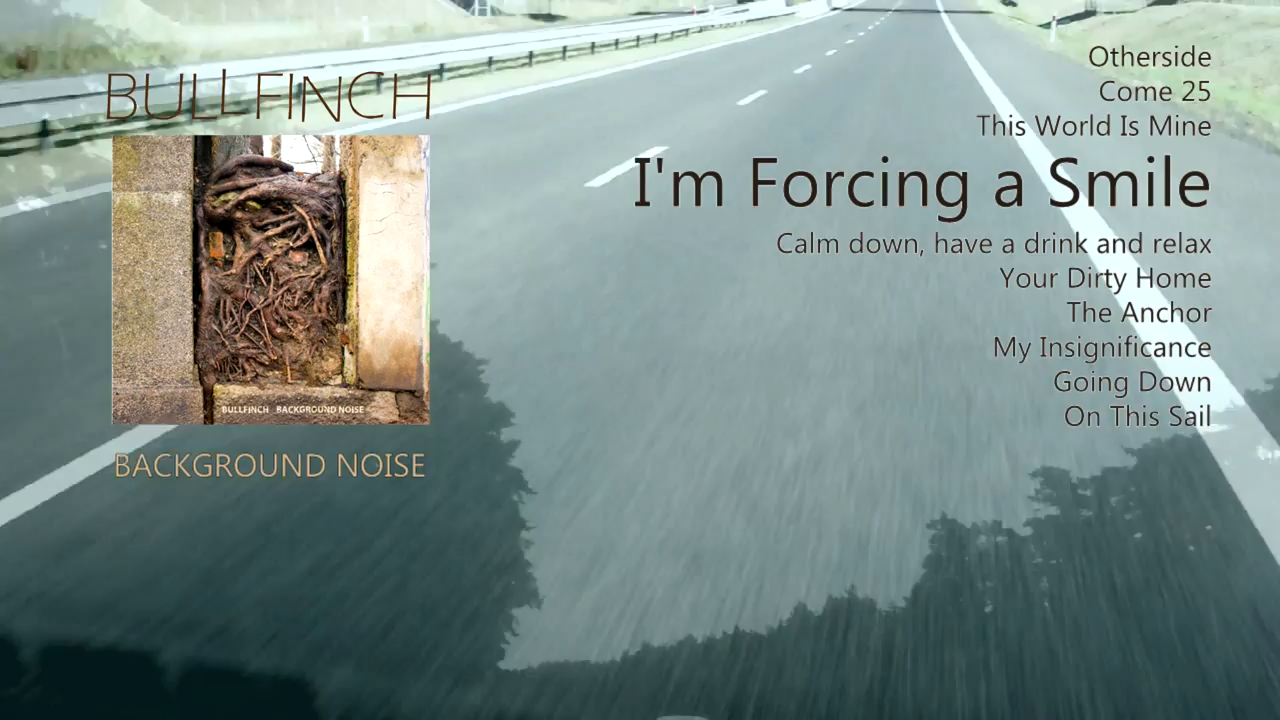 BULLFINCH
BULLFINCH BACKGROUND NOISE
BACKGROUND NOISE
Otherside
Come 25
This World Is Mine
I'm Forcing a Smile
Calm down, have a drink and relax
Your Dirty Home
The Anchor
My Insignificance
Going Down
On This Sail